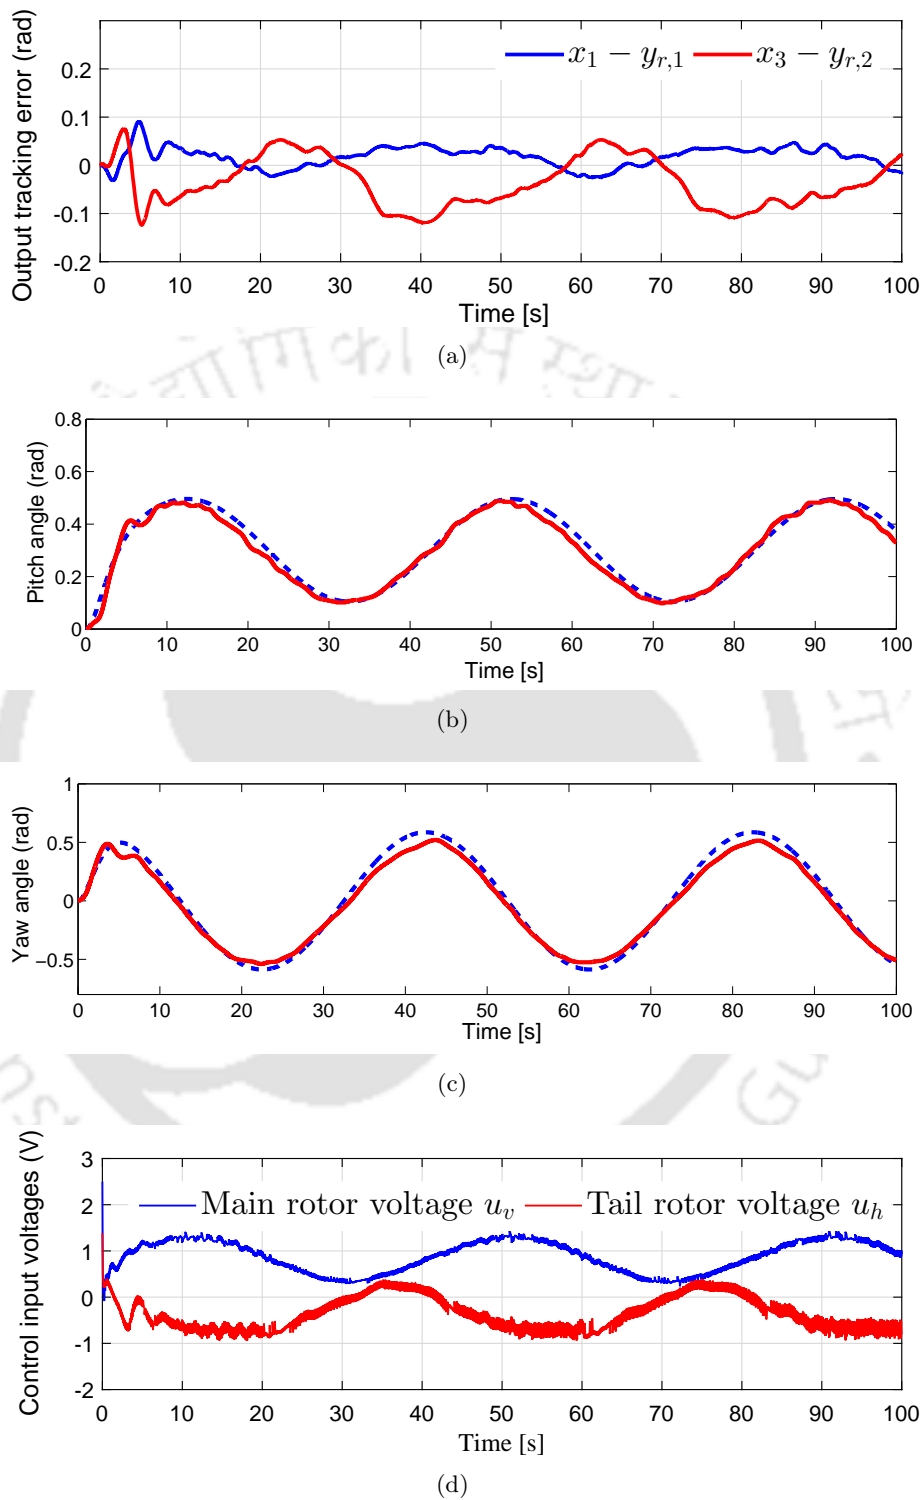 Output tracking error (rad)
0.2
0.1
0
-0.1
-0.2
x₁ − y_{r,1} x₃ − y_{r,2}
0 10 20 30 40 50 60 70 80 90 100
Time [s]
(a)
Pitch angle (rad)
0.8
0.6
0.4
0.2
0
0 10 20 30 40 50 60 70 80 90 100
Time [s]
(b)
Yaw angle (rad)
1
0.5
0
−0.5
0 10 20 30 40 50 60 70 80 90 100
Time [s]
(c)
Control input voltages (V)
3
2
1
0
-1
-2
Main rotor voltage u_v Tail rotor voltage u_h
0 10 20 30 40 50 60 70 80 90 100
Time [s]
(d)